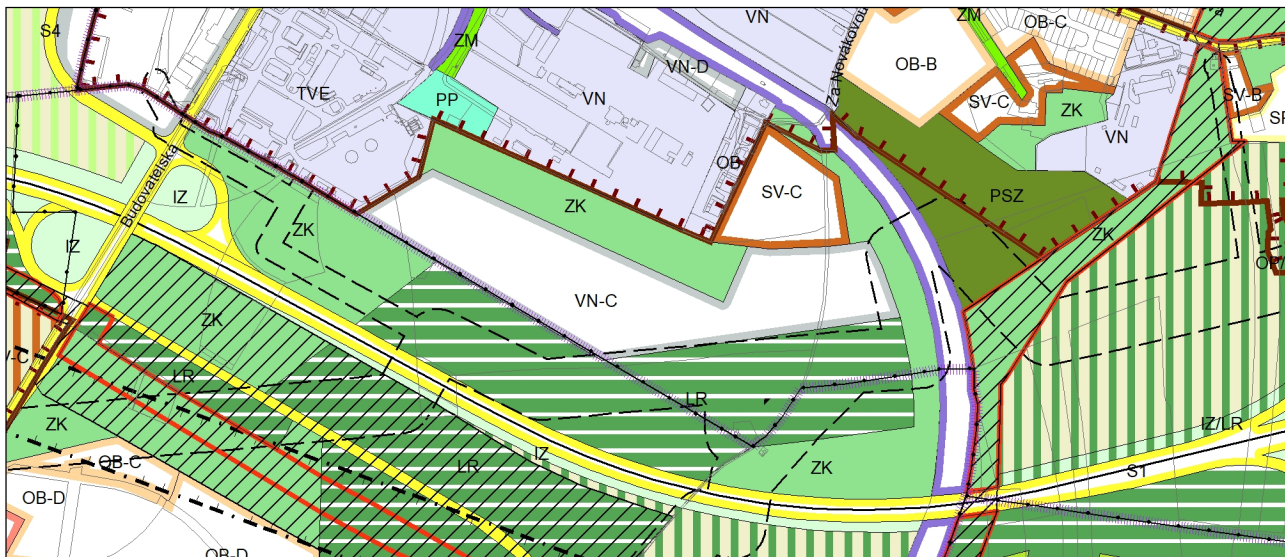 S4
ZM
VN
ZM
OB-C
VN-D
Za Novákovou
OB-B
TVE
PP
VN
SV-C
ZK
VN
SV-B
OB
SV-C
PSZ
Budovatelská
IZ
ZK
ZK
ZK
IZ
VN-C
ZK
LR
LR
ZK
OB-C
LR
IZ
ZK
IZ/LR
S1
OB-D
OB-D